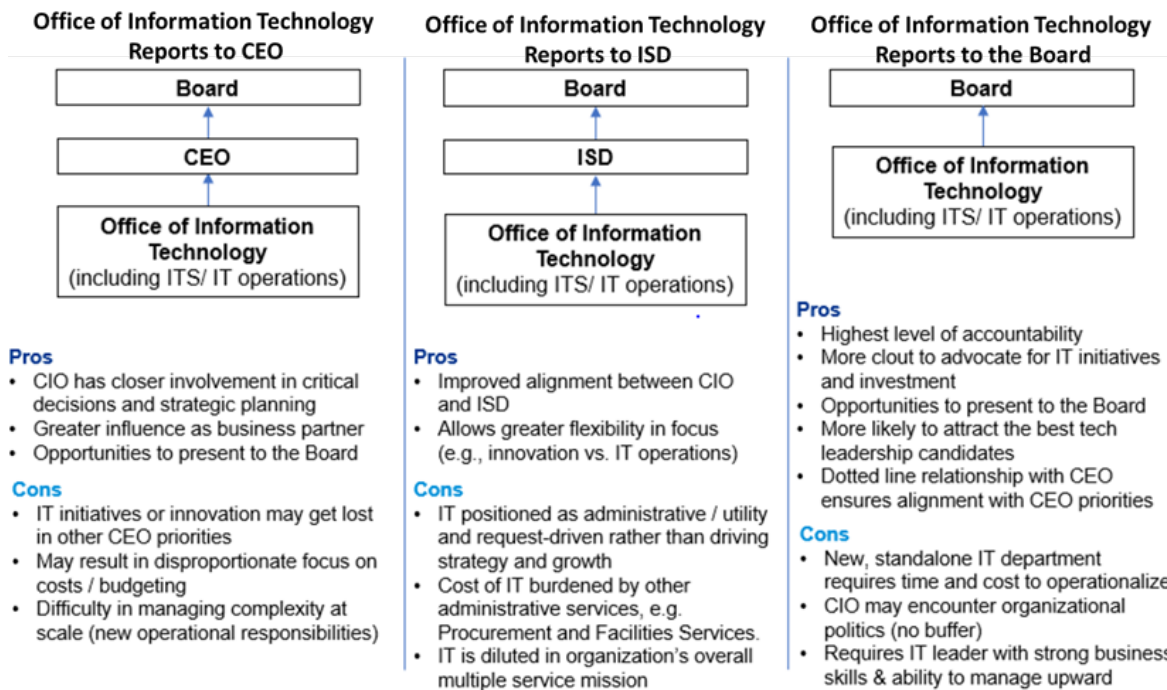 Office of Information Technology
Reports to CEO
Board
CEO
Office of Information
Technology
(including ITS/ IT operations)
Pros
• CIO has closer involvement in critical
decisions and strategic planning
• Greater influence as business partner
• Opportunities to present to the Board
Cons
• IT initiatives or innovation may get lost
in other CEO priorities
• May result in disproportionate focus on
costs / budgeting
• Difficulty in managing complexity at
scale (new operational responsibilities)
Office of Information Technology
Reports to ISD
Board
ISD
Office of Information
Technology
(including ITS/ IT operations)
Pros
• Improved alignment between CIO
and ISD
• Allows greater flexibility in focus
(e.g., innovation vs. IT operations)
Cons
• IT positioned as administrative / utility
and request-driven rather than driving
strategy and growth
• Cost of IT burdened by other
administrative services, e.g.
Procurement and Facilities Services.
• IT is diluted in organization's overall
multiple service mission
Office of Information Technology
Reports to the Board
Board
Office of Information
Technology
(including ITS/ IT operations)
Pros
• Highest level of accountability
• More clout to advocate for IT initiatives
and investment
• Opportunities to present to the Board
• More likely to attract the best tech
leadership candidates
• Dotted line relationship with CEO
ensures alignment with CEO priorities
Cons
• New, standalone IT department
requires time and cost to operationalize
• CIO may encounter organizational
politics (no buffer)
• Requires IT leader with strong business
skills & ability to manage upward